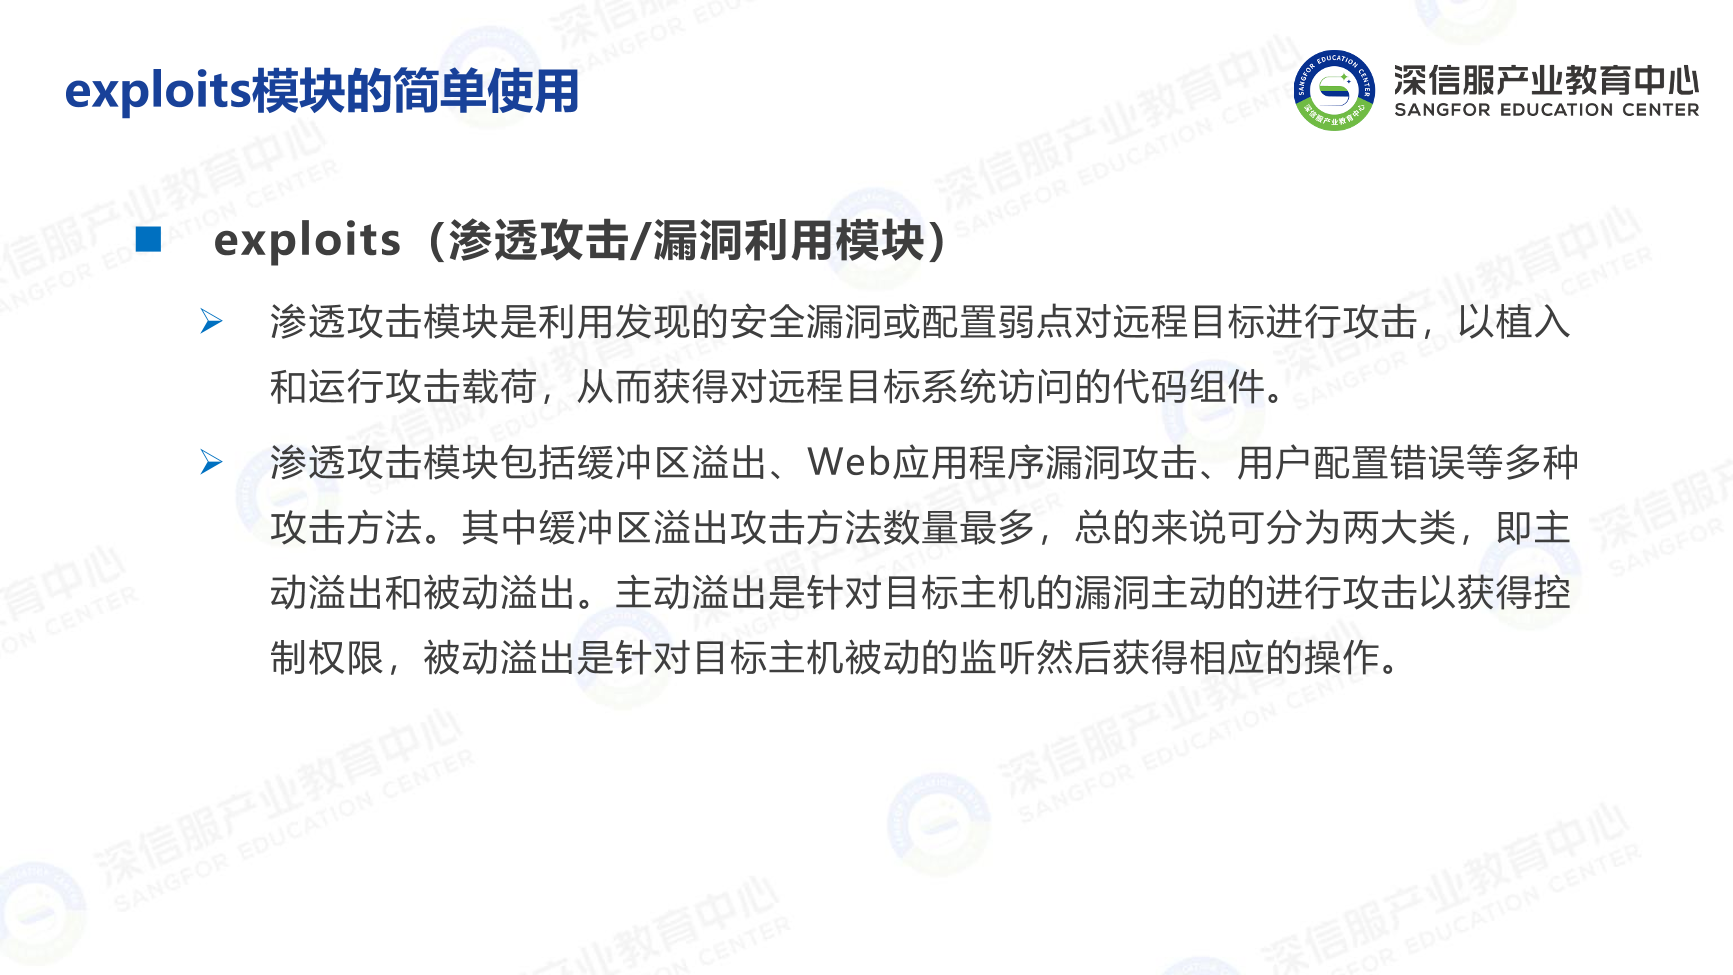 exploits模块的简单使用
深信服产业教育中心
SANGFOR EDUCATION CENTER
exploits（渗透攻击/漏洞利用模块）
渗透攻击模块是利用发现的安全漏洞或配置弱点对远程目标进行攻击，以植入
和运行攻击载荷，从而获得对远程目标系统访问的代码组件。
渗透攻击模块包括缓冲区溢出、Web应用程序漏洞攻击、用户配置错误等多种
攻击方法。其中缓冲区溢出攻击方法数量最多，总的来说可分为两大类，即主
动溢出和被动溢出。主动溢出是针对目标主机的漏洞主动的进行攻击以获得控
制权限，被动溢出是针对目标主机被动的监听然后获得相应的操作。